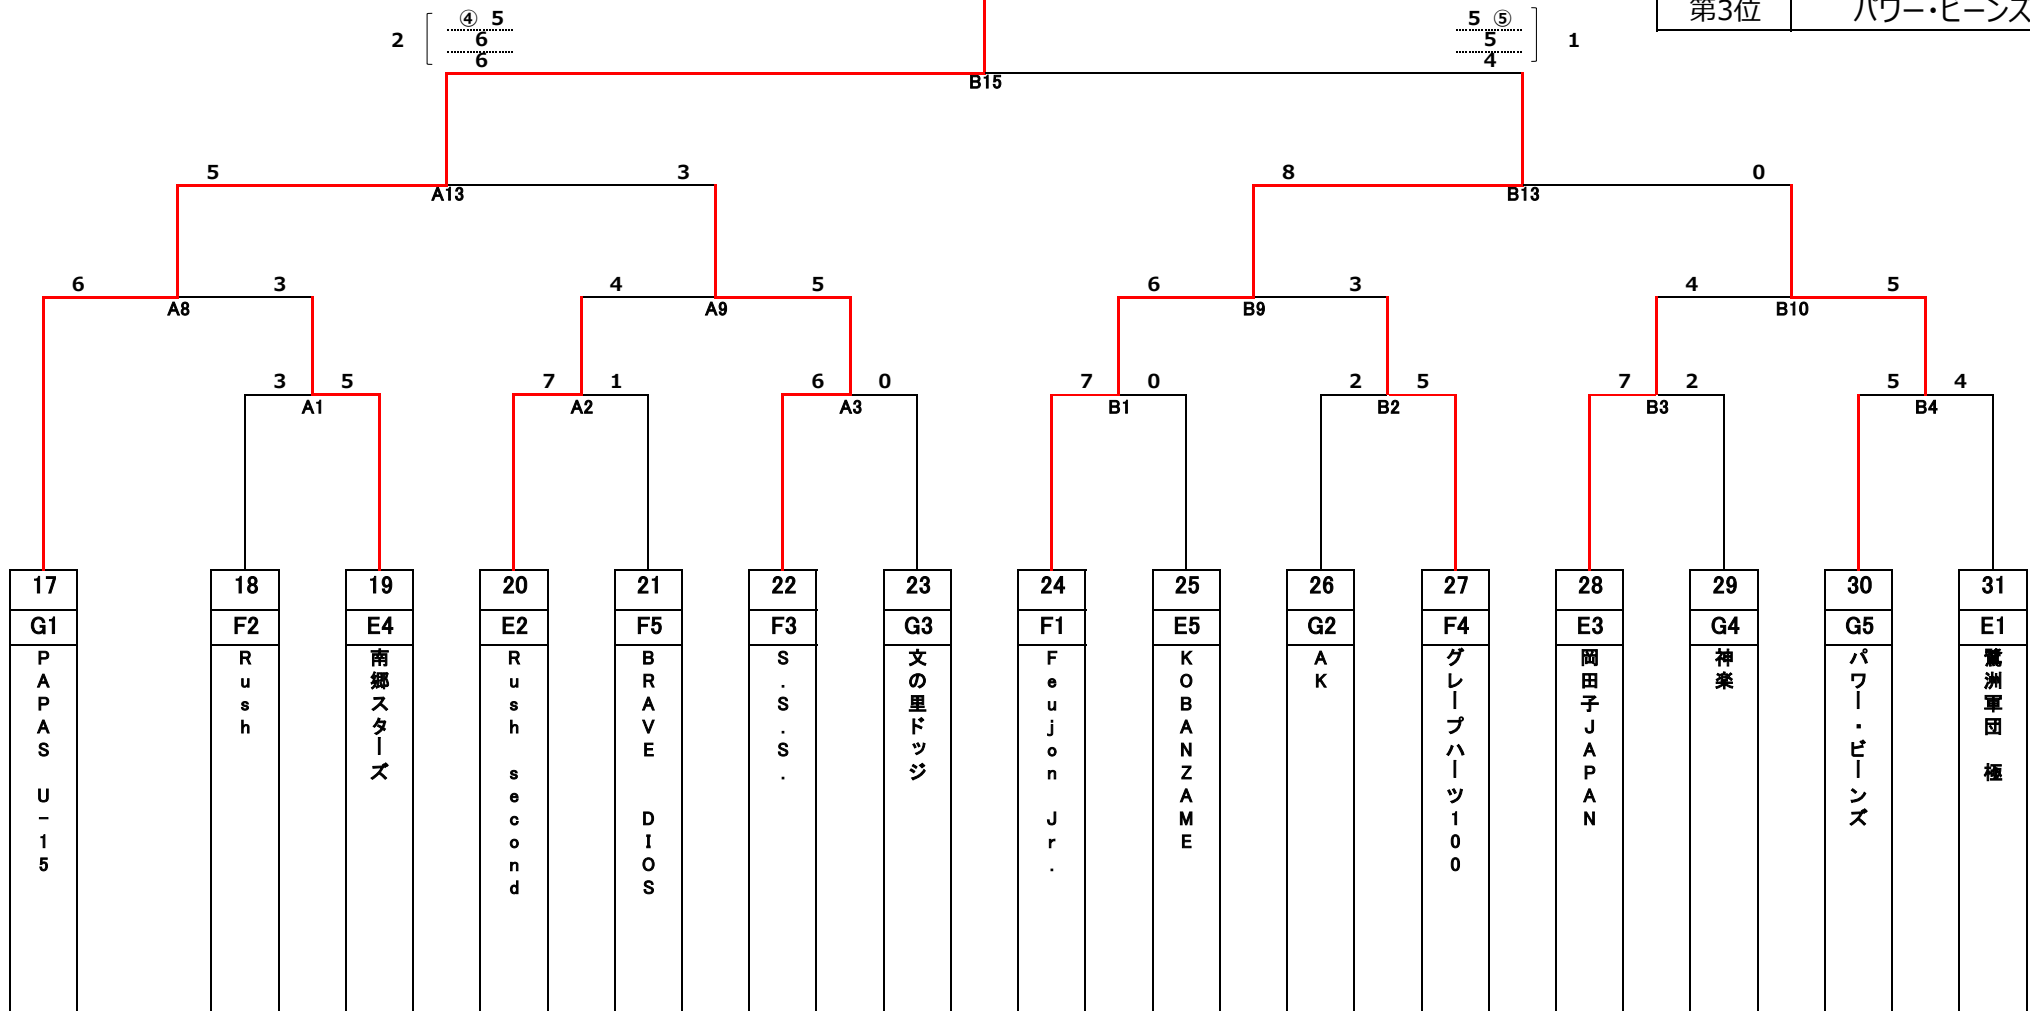 ④ 5
6
6
2
5 ⑤
5
4
1
第3位 パワー・ビーンズ
B15
5 3
A13
8 0
B13
6 3
A8
4 5
A9
6 3
B9
4 5
B10
3 5
A1
7 1
A2
6 0
A3
7 0
B1
2 5
B2
7 2
B3
5 4
B4
17 18 19 20 21 22 23 24 25 26 27 28 29 30 31
G1 F2 E4 E2 F5 F3 G3 F1 E5 G2 F4 E3 G4 G5 E1
PAPAS U-15
Rush
南郷スターズ
Rush second
BRAVE DIOS
S.S.S.
文の里ドッジ
Feujon Jr.
KOBANZAME
AK
グレープハーツ100
岡田子JAPAN
神楽
パワー・ビーンズ
鷺洲軍団 極